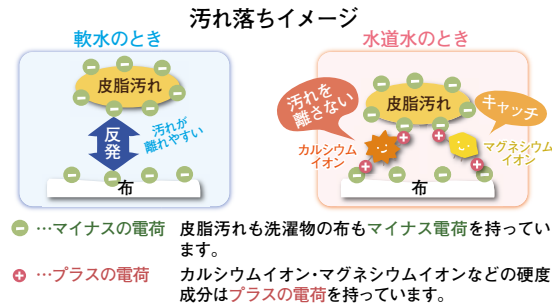 汚れ落ちイメージ
軟水のとき
皮脂汚れ
反発
汚れが
離れやすい
布
水道水のとき
汚れを
離さない
皮脂汚れ
キャッチ
カルシウム
イオン
マグネシウム
イオン
布
…マイナスの電荷 皮脂汚れも洗濯物の布もマイナス電荷を持ってい
ます。
…プラスの電荷 カルシウムイオン・マグネシウムイオンなどの硬度
成分はプラスの電荷を持っています。